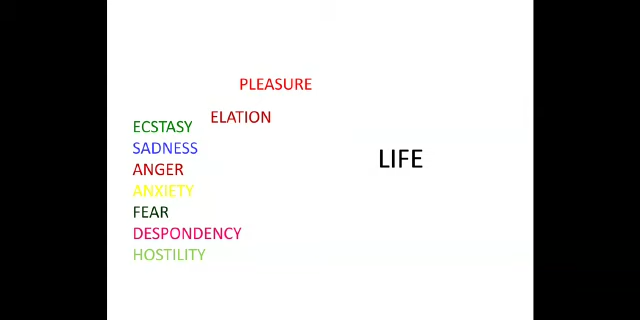 PLEASURE
ELATION
ECSTASY
SADNESS
LIFE
ANGER
ANXIETY
FEAR
DESPONDENCY
HOSTILITY